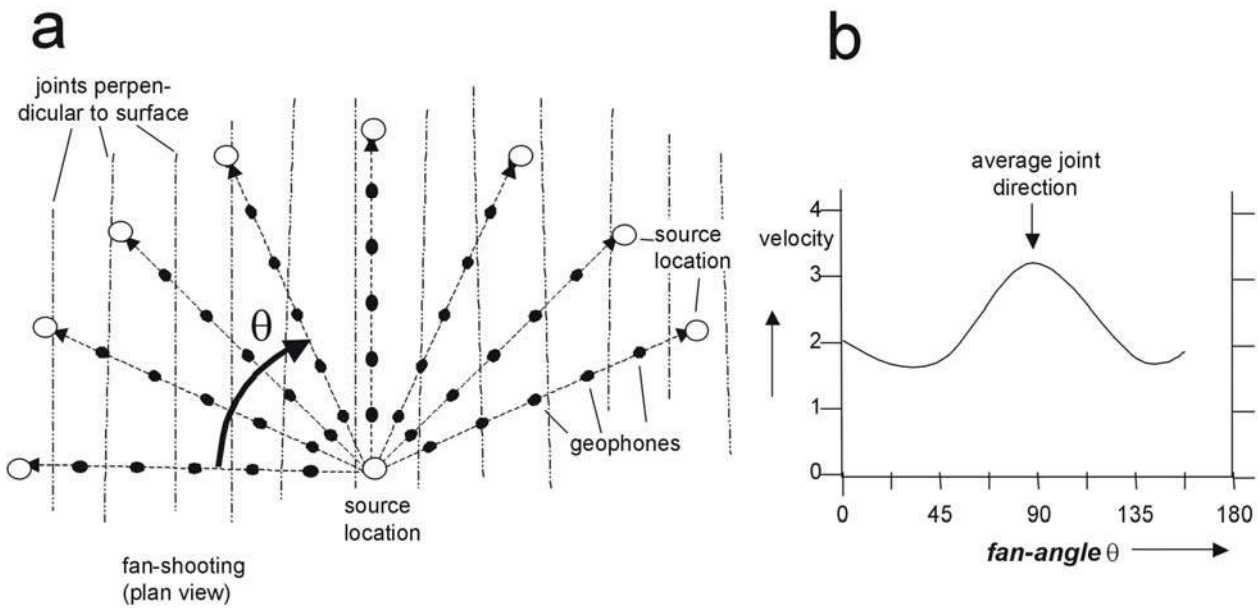 a
joints perpen-
dicular to surface
θ
source
location
geophones
source
location
fan-shooting
(plan view)
b
average joint
direction
4
velocity
3
2
1
0
0 45 90 135 180
fan-angle θ